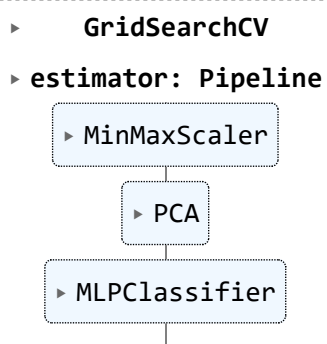 GridSearchCV
estimator: Pipeline
MinMaxScaler
PCA
MLPClassifier